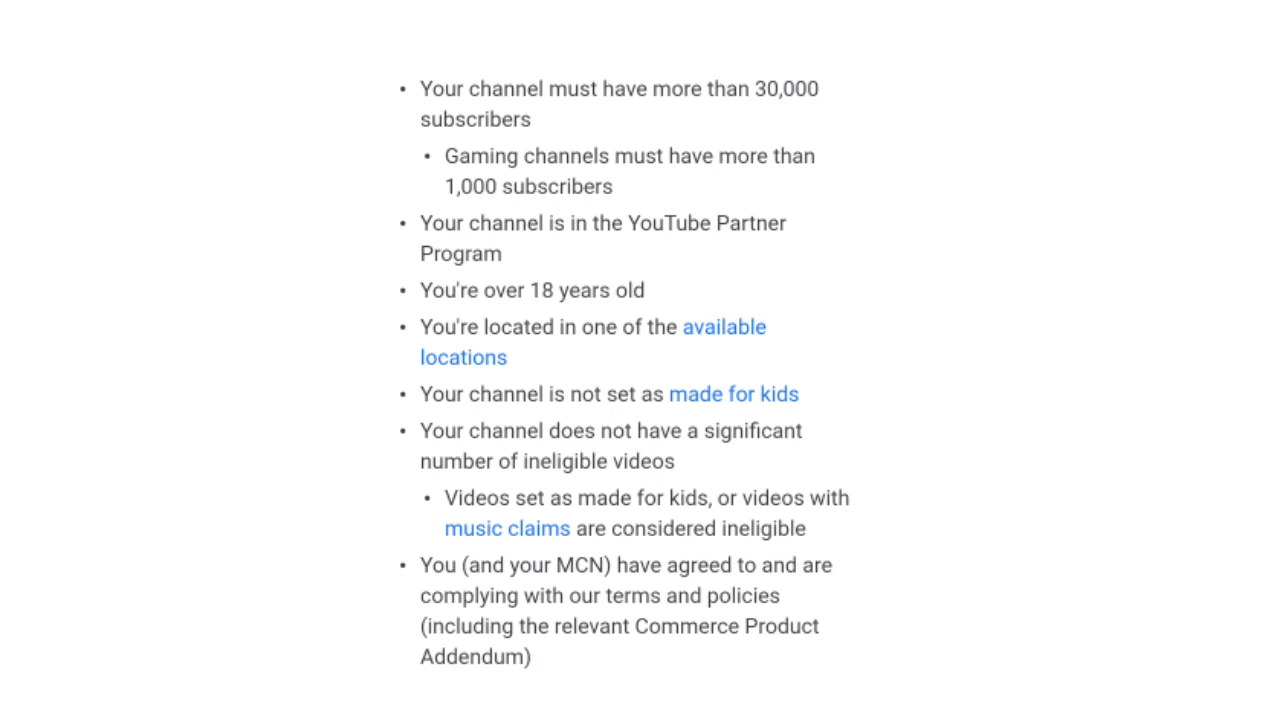 • Your channel must have more than 30,000
subscribers
• Gaming channels must have more than
1,000 subscribers
• Your channel is in the YouTube Partner
Program
• You're over 18 years old
• You're located in one of the available
locations
• Your channel is not set as made for kids
• Your channel does not have a significant
number of ineligible videos
• Videos set as made for kids, or videos with
music claims are considered ineligible
• You (and your MCN) have agreed to and are
complying with our terms and policies
(including the relevant Commerce Product
Addendum)